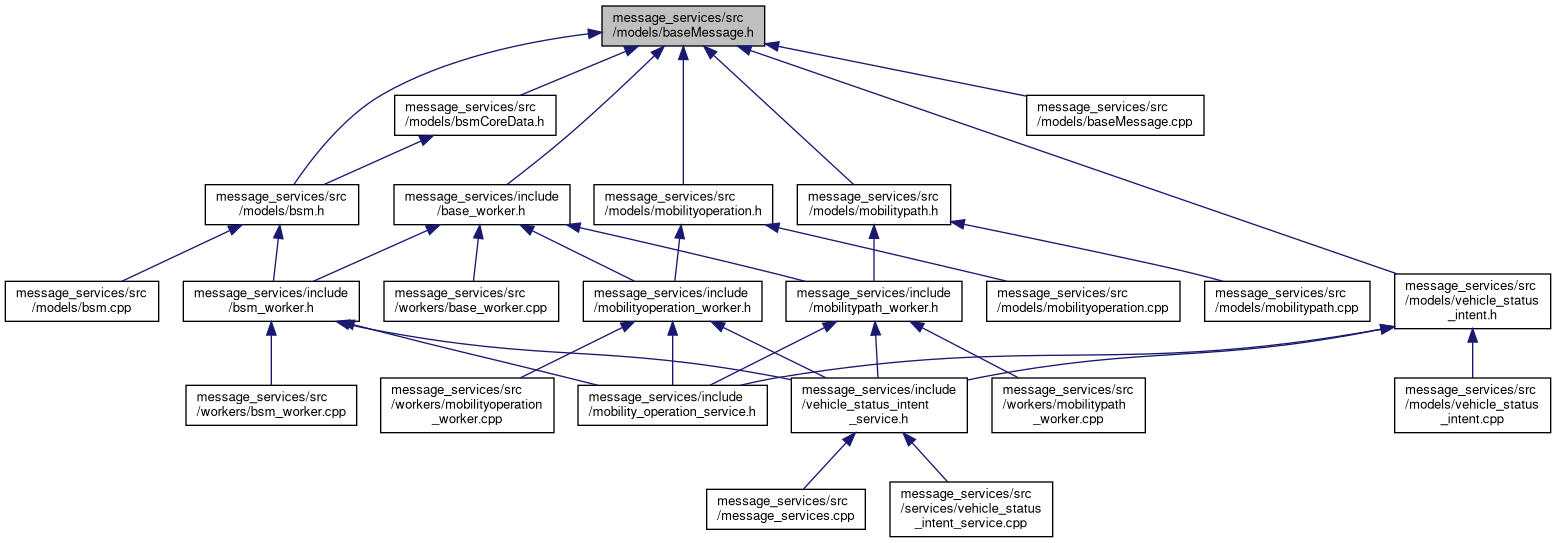 message_services/src
/models/baseMessage.h
message_services/src
/models/bsmCoreData.h
message_services/src
/models/baseMessage.cpp
message_services/src
/models/bsm.h
message_services/include
/base_worker.h
message_services/src
/models/mobilityoperation.h
message_services/src
/models/mobilitypath.h
message_services/src
/models/bsm.cpp
message_services/include
/bsm_worker.h
message_services/src
/workers/base_worker.cpp
message_services/include
/mobilityoperation_worker.h
message_services/include
/mobilitypath_worker.h
message_services/src
/models/mobilityoperation.cpp
message_services/src
/models/mobilitypath.cpp
message_services/src
/models/vehicle_status
_intent.h
message_services/src
/workers/bsm_worker.cpp
message_services/src
/workers/mobilityoperation
_worker.cpp
message_services/include
/mobility_operation_service.h
message_services/include
/vehicle_status_intent
_service.h
message_services/src
/workers/mobilitypath
_worker.cpp
message_services/src
/models/vehicle_status
_intent.cpp
message_services/src
/message_services.cpp
message_services/src
/services/vehicle_status
_intent_service.cpp